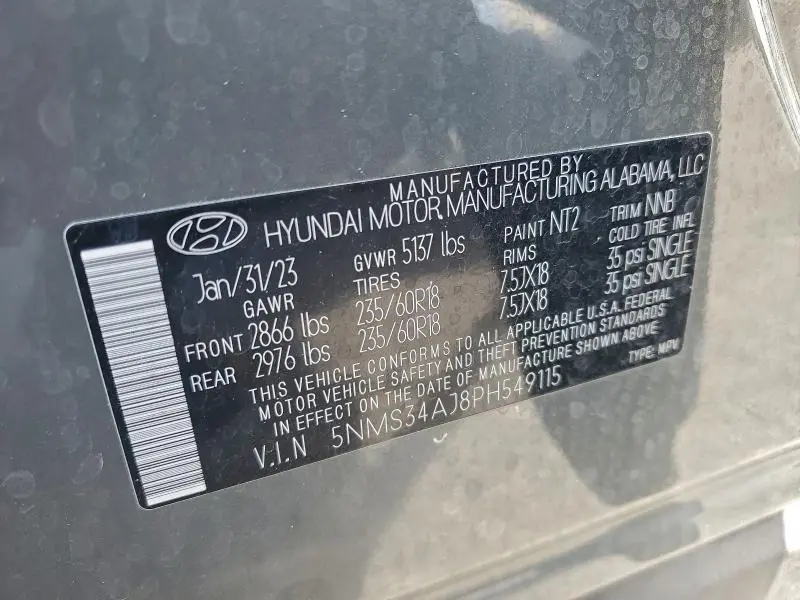 MANUFACTURED BY
HYUNDAI MOTOR MANUFACTURING ALABAMA, LLC
Jan/31/23 GVWR 5137 lbs PAINT NT2 TRIM NNB
GAWR TIRES RIMS COLD TIRE INFL
FRONT 2866 lbs 235/60R18 7.5JX18 35 psi SINGLE
REAR 2976 lbs 235/60R18 7.5JX18 35 psi SINGLE
THIS VEHICLE CONFORMS TO ALL APPLICABLE U.S.A. FEDERAL
MOTOR VEHICLE SAFETY AND THEFT PREVENTION STANDARDS
IN EFFECT ON THE DATE OF MANUFACTURE SHOWN ABOVE.
V.I.N 5NMS34AJ8PH549115 TYPE: MPV